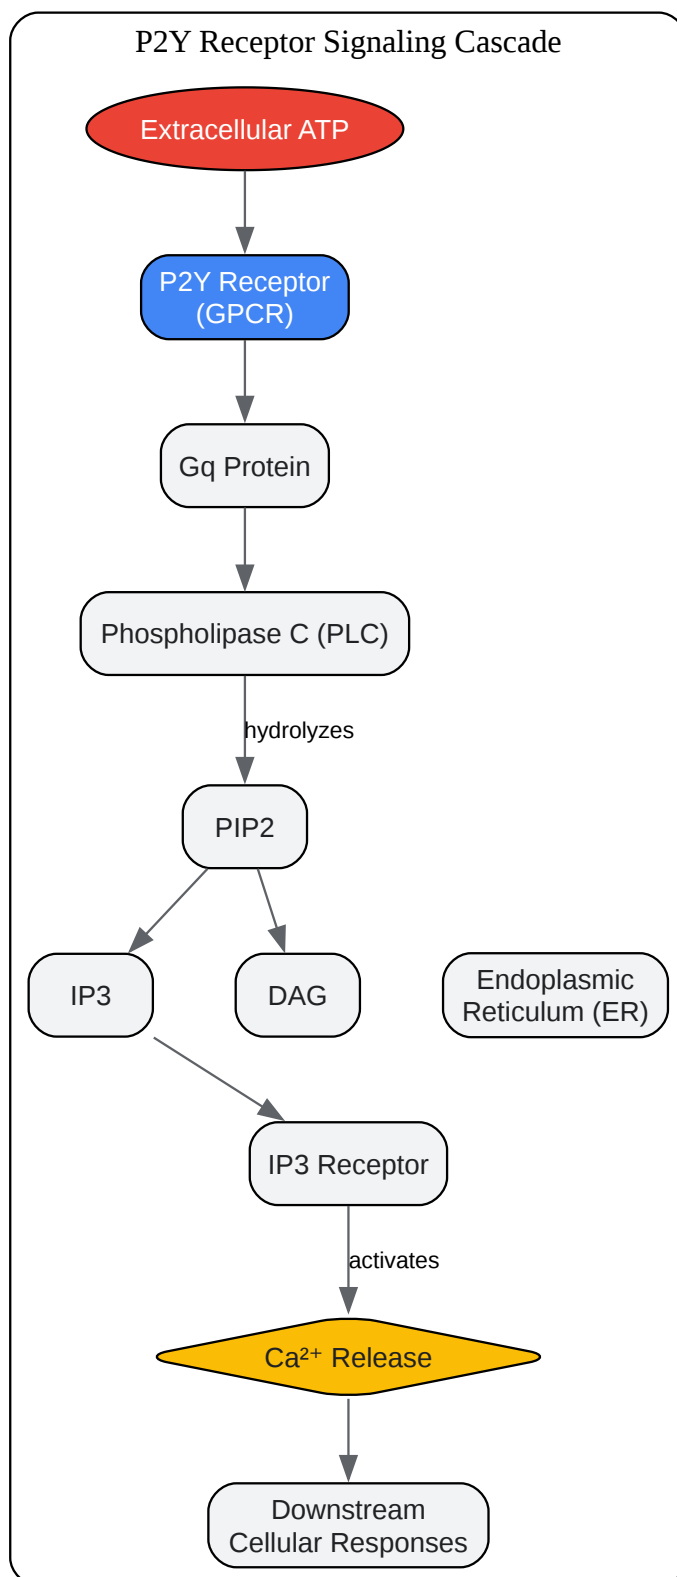 P2Y Receptor Signaling Cascade
Extracellular ATP
P2Y Receptor
(GPCR)
Gq Protein
Phospholipase C (PLC)
hydrolyzes
PIP2
IP3
DAG
Endoplasmic
Reticulum (ER)
IP3 Receptor
activates
Ca²⁺ Release
Downstream
Cellular Responses